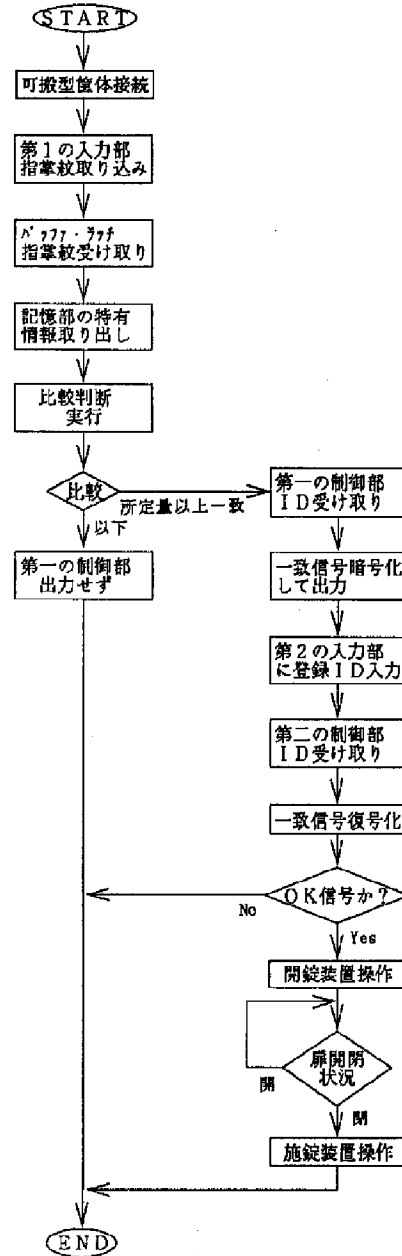 START
可搬型筐体接続
第1の入力部
指掌紋取り込み
バッファ・ラッチ
指掌紋受け取り
記憶部の特有
情報取り出し
比較判断
実行
比較
所定量以上一致
以下
第一の制御部
出力せず
第一の制御部
ID受け取り
一致信号暗号化
して出力
第2の入力部
に登録ID入力
第二の制御部
ID受け取り
一致信号復号化
OK信号か?
No
Yes
開錠装置操作
扉開閉
状況
開
閉
施錠装置操作
END